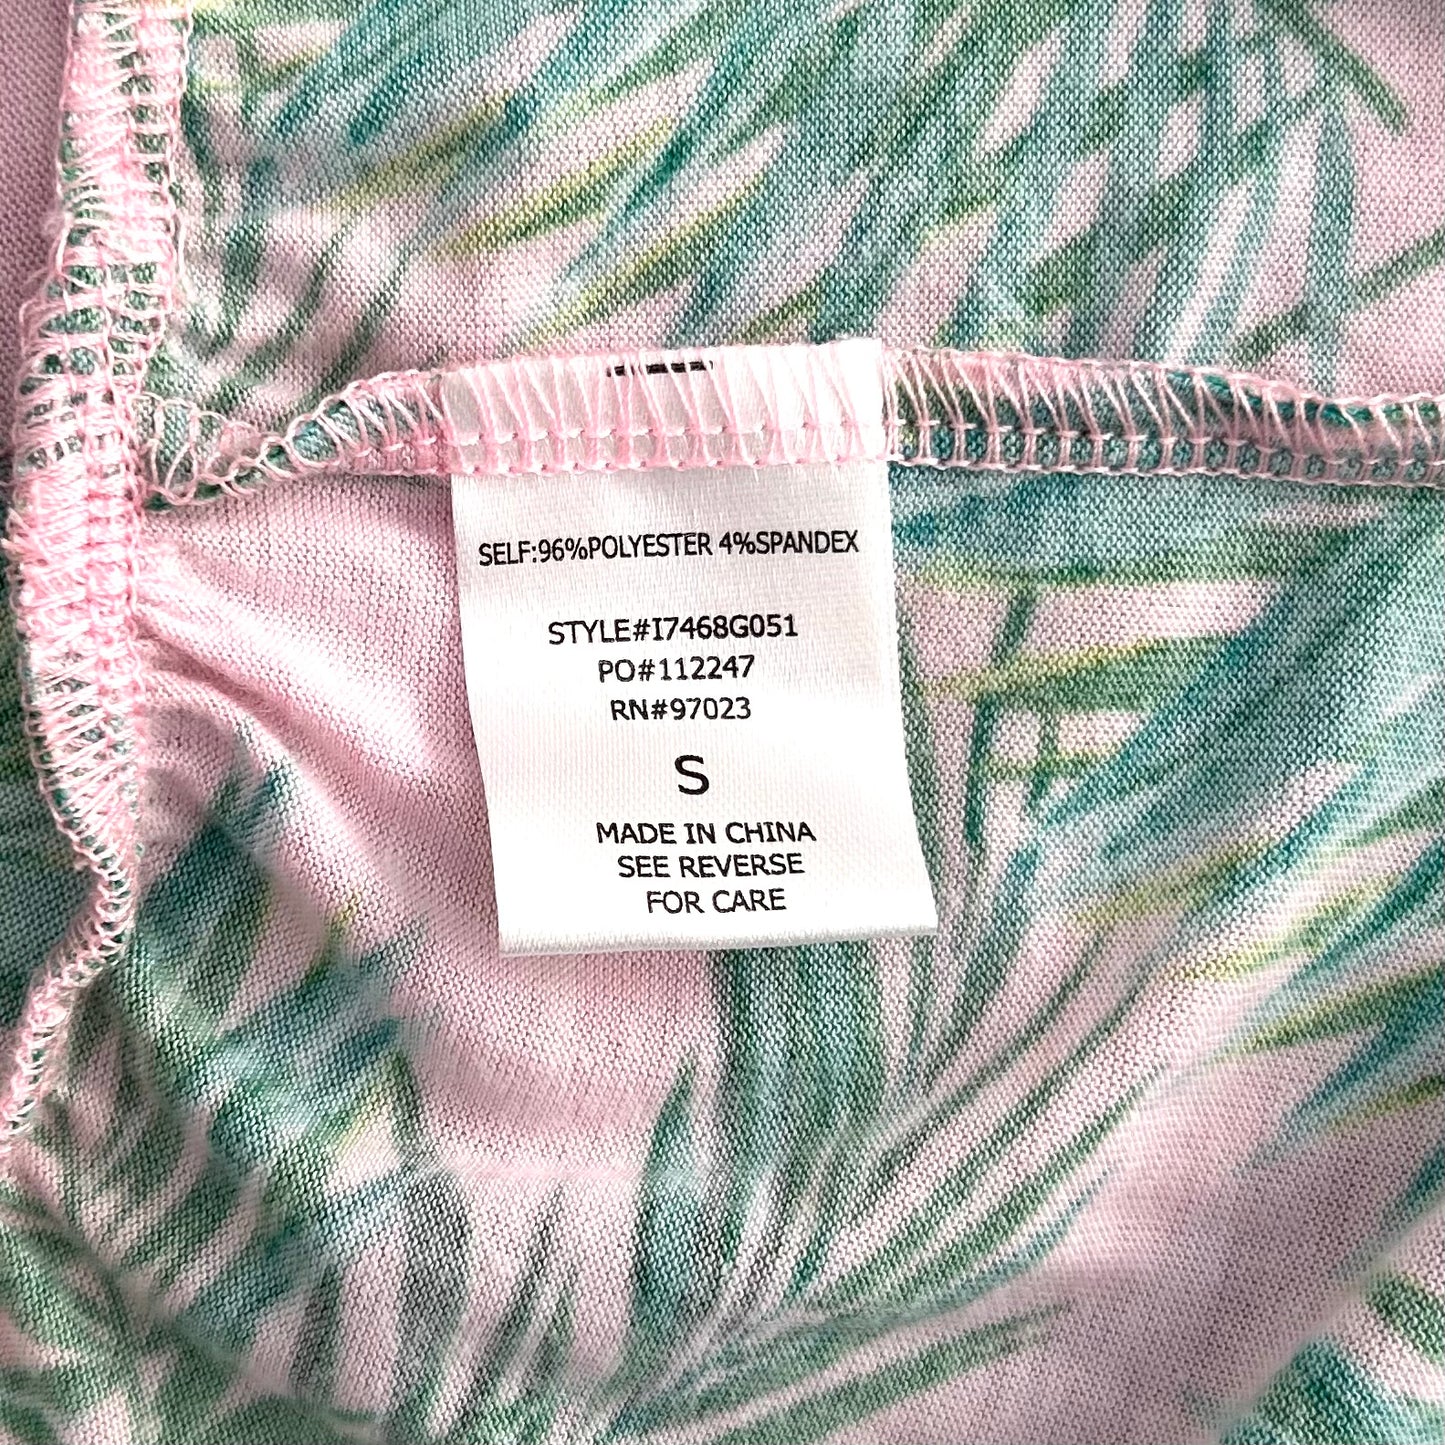 SELF:96%POLYESTER 4%SPANDEX
STYLE#I7468G051
PO#112247
RN#97023
S
MADE IN CHINA
SEE REVERSE
FOR CARE